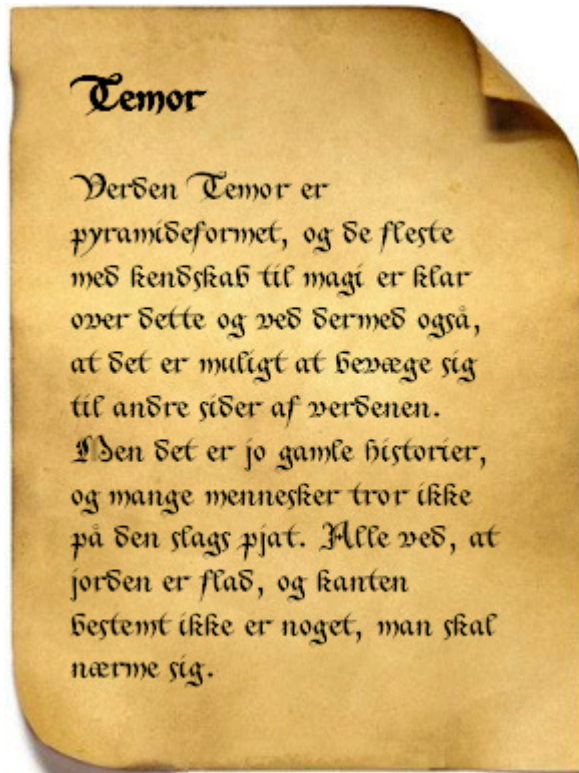 Temor
Verden Temor er
pyramideformet, og de fleste
med kendskab til magi er klar
over dette og ved dermed også,
at det er muligt at bevæge sig
til andre sider af verdenen.
Men det er jo gamle historier,
og mange mennesker tror ikke
på den slags pjat. Alle ved, at
jorden er flad, og kanten
bestemt ikke er noget, man skal
nærme sig.